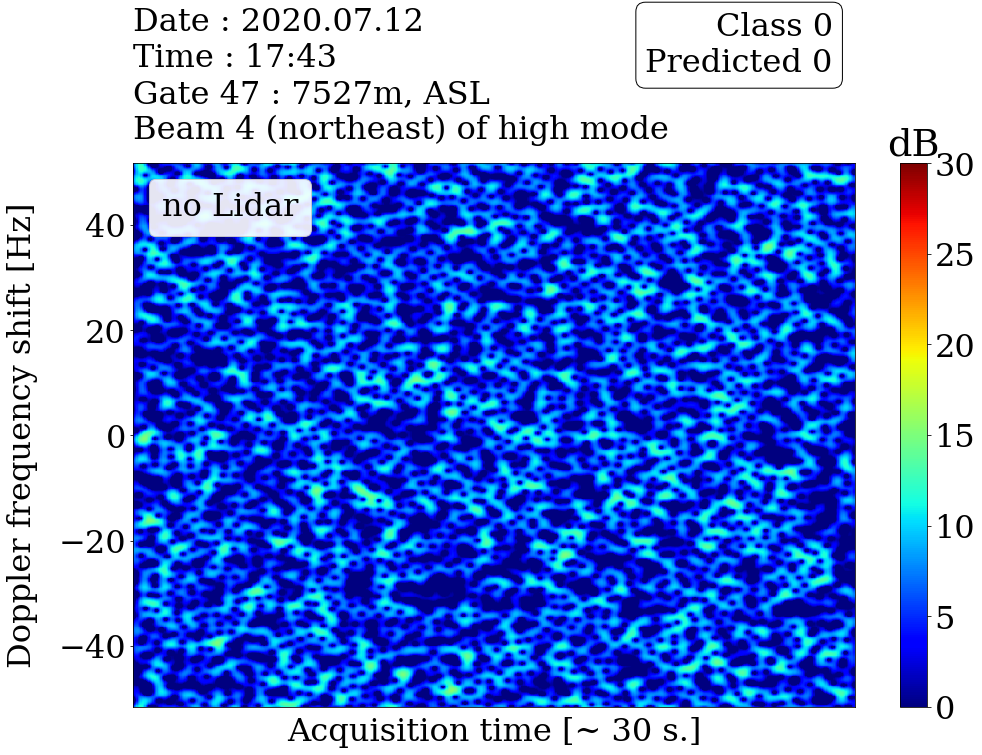 Date : 2020.07.12
Time : 17:43
Gate 47 : 7527m, ASL
Beam 4 (northeast) of high mode
Class 0
Predicted 0
dB
no Lidar
Doppler frequency shift [Hz]
40
20
0
−20
−40
30
25
20
15
10
5
0
Acquisition time [~ 30 s.]